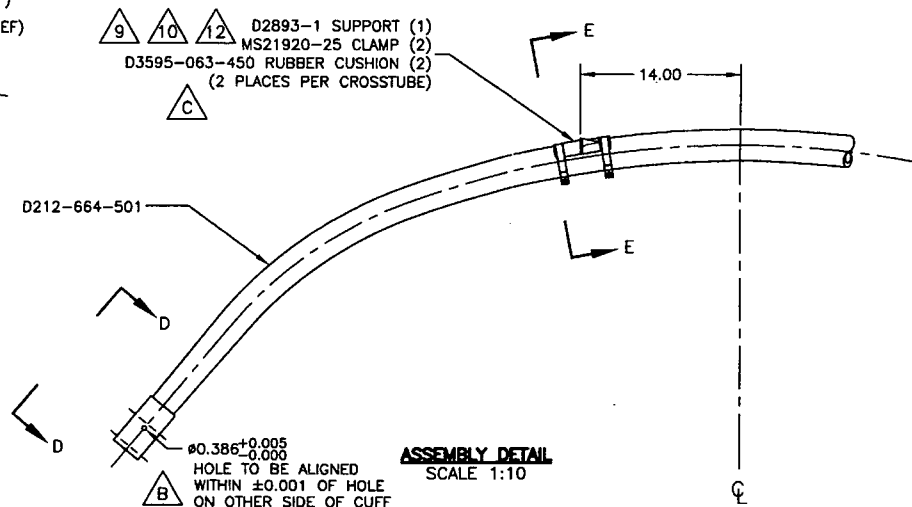 EF)
9 10 12 D2893-1 SUPPORT (1)
MS21920-25 CLAMP (2)
D3595-063-450 RUBBER CUSHION (2)
(2 PLACES PER CROSSTUBE)
C
E
14.00
D212-664-501
E
D
D
⌀0.386+0.005
-0.000
HOLE TO BE ALIGNED
WITHIN ±0.001 OF HOLE
ON OTHER SIDE OF CUFF
B
ASSEMBLY DETAIL
SCALE 1:10
℄